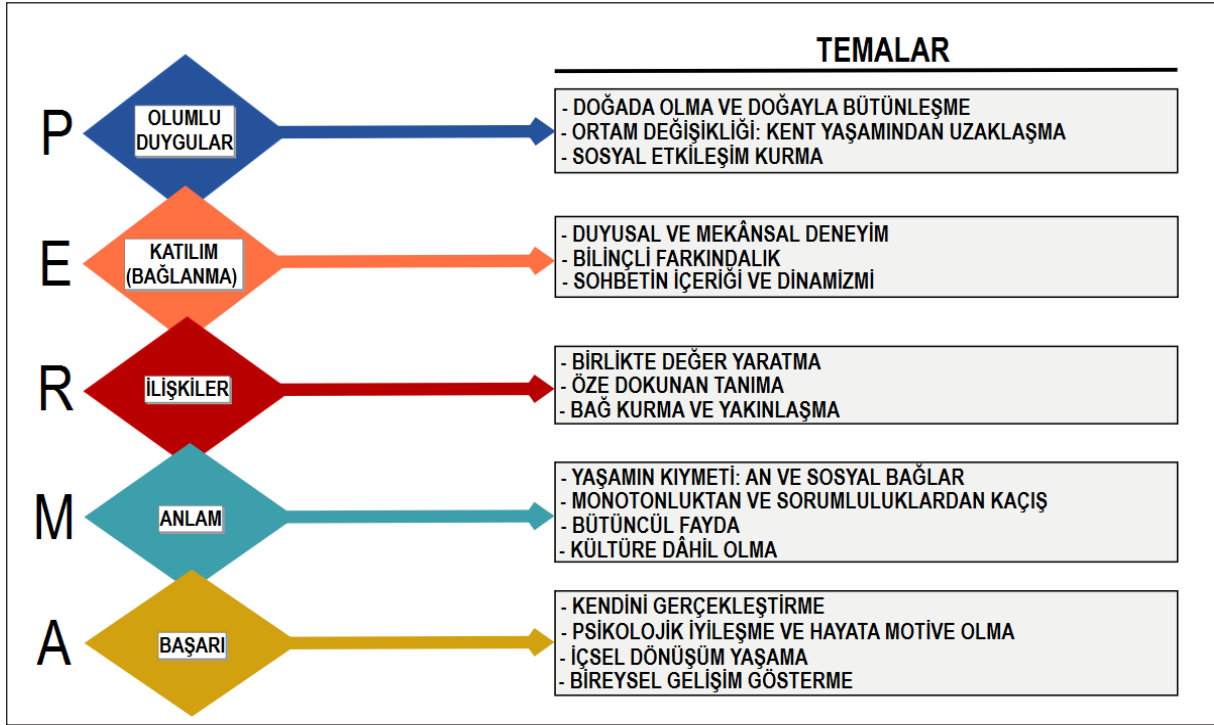 TEMALAR
P
OLUMLU
DUYGULAR
- DOĞADA OLMA VE DOĞAYLA BÜTÜNLEŞME
- ORTAM DEĞİŞİKLİĞİ: KENT YAŞAMINDAN UZAKLAŞMA
- SOSYAL ETKİLEŞİM KURMA
E
KATILIM
(BAĞLANMA)
- DUYUSAL VE MEKÂNSAL DENEYİM
- BİLİNÇLİ FARKINDALIK
- SOHBETİN İÇERİĞİ VE DİNAMİZMİ
R
İLİŞKİLER
- BİRLİKTE DEĞER YARATMA
- ÖZE DOKUNAN TANIMA
- BAĞ KURMA VE YAKINLAŞMA
M
ANLAM
- YAŞAMIN KIYMETİ: AN VE SOSYAL BAĞLAR
- MONOTONLUKTAN VE SORUMLULUKLARDAN KAÇIŞ
- BÜTÜNCÜL FAYDA
- KÜLTÜRE DÂHİL OLMA
A
BAŞARI
- KENDİNİ GERÇEKLEŞTİRME
- PSİKOLOJİK İYİLEŞME VE HAYATA MOTİVE OLMA
- İÇSEL DÖNÜŞÜM YAŞAMA
- BİREYSEL GELİŞİM GÖSTERME